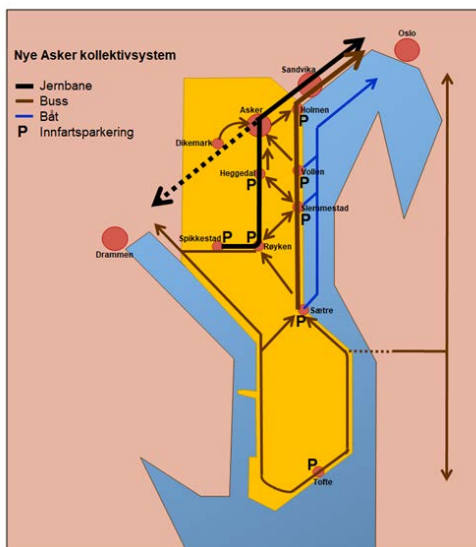 Oslo
Nye Asker kollektivsystem
Sandvika
Jernbane
Buss
Båt
P Innfartsparkering
Asker
Holmen
P
Dikemark
Heggedal
P
Vollen
P
Slemmestad
P
Spikkestad
P P
Røyken
Drammen
Sætre
P
P
Tofte